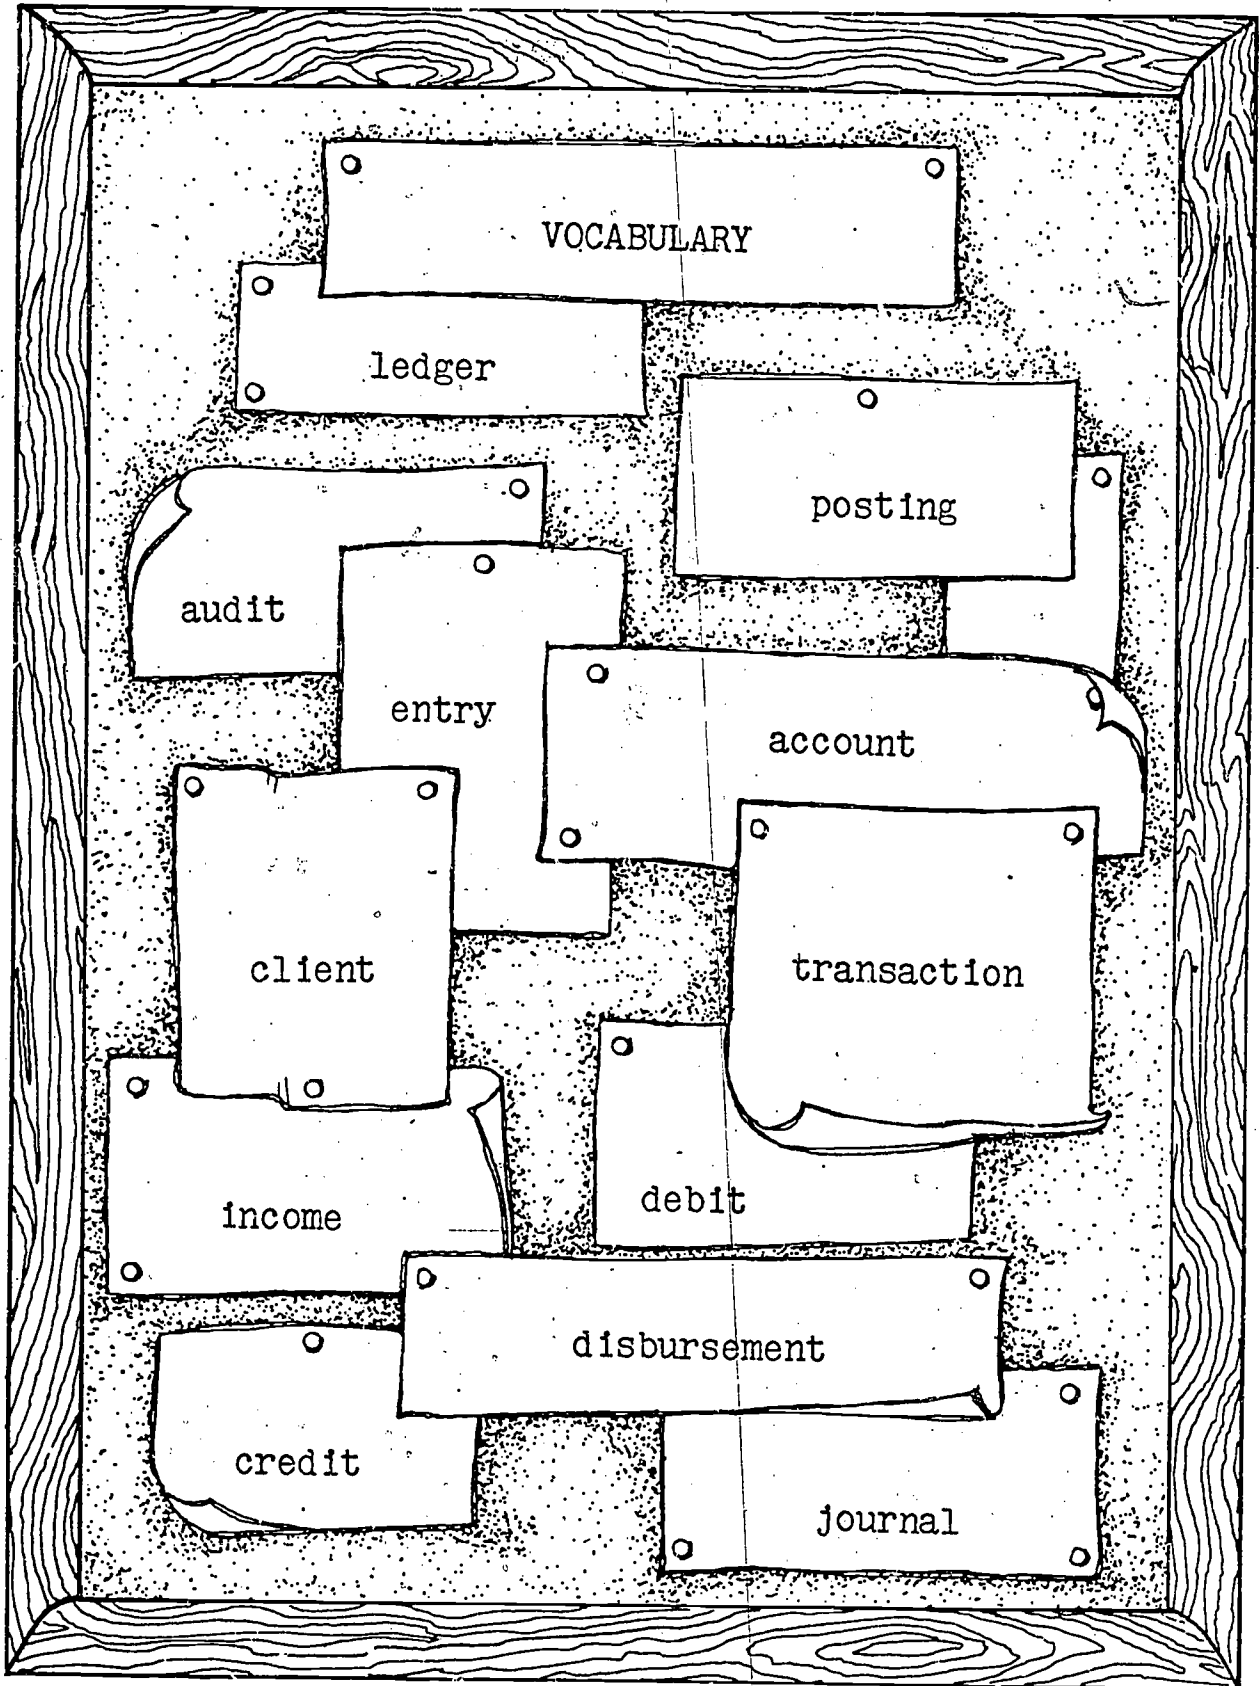 VOCABULARY
ledger
posting
audit
entry
account
client
transaction
income
debit
disbursement
credit
journal